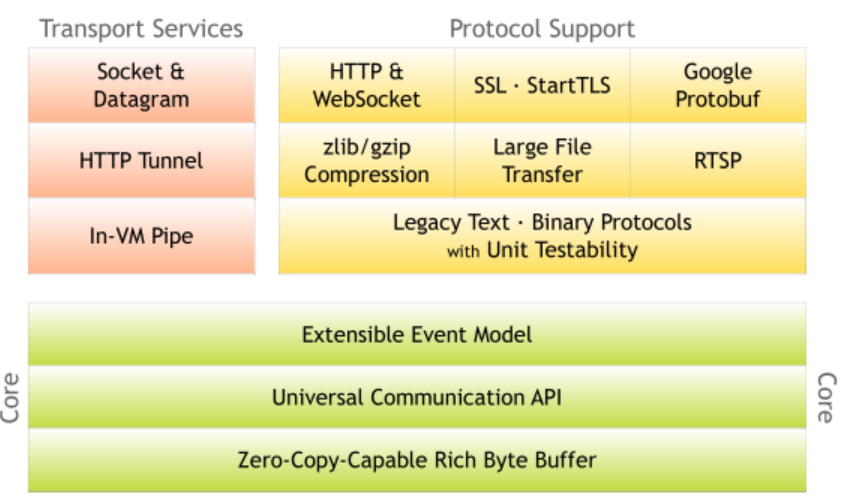 Transport Services
Socket &
Datagram
HTTP Tunnel
In-VM Pipe
Protocol Support
HTTP &
WebSocket
SSL · StartTLS
Google
Protobuf
zlib/gzip
Compression
Large File
Transfer
RTSP
Legacy Text · Binary Protocols
with Unit Testability
Core
Extensible Event Model
Universal Communication API
Zero-Copy-Capable Rich Byte Buffer
Core